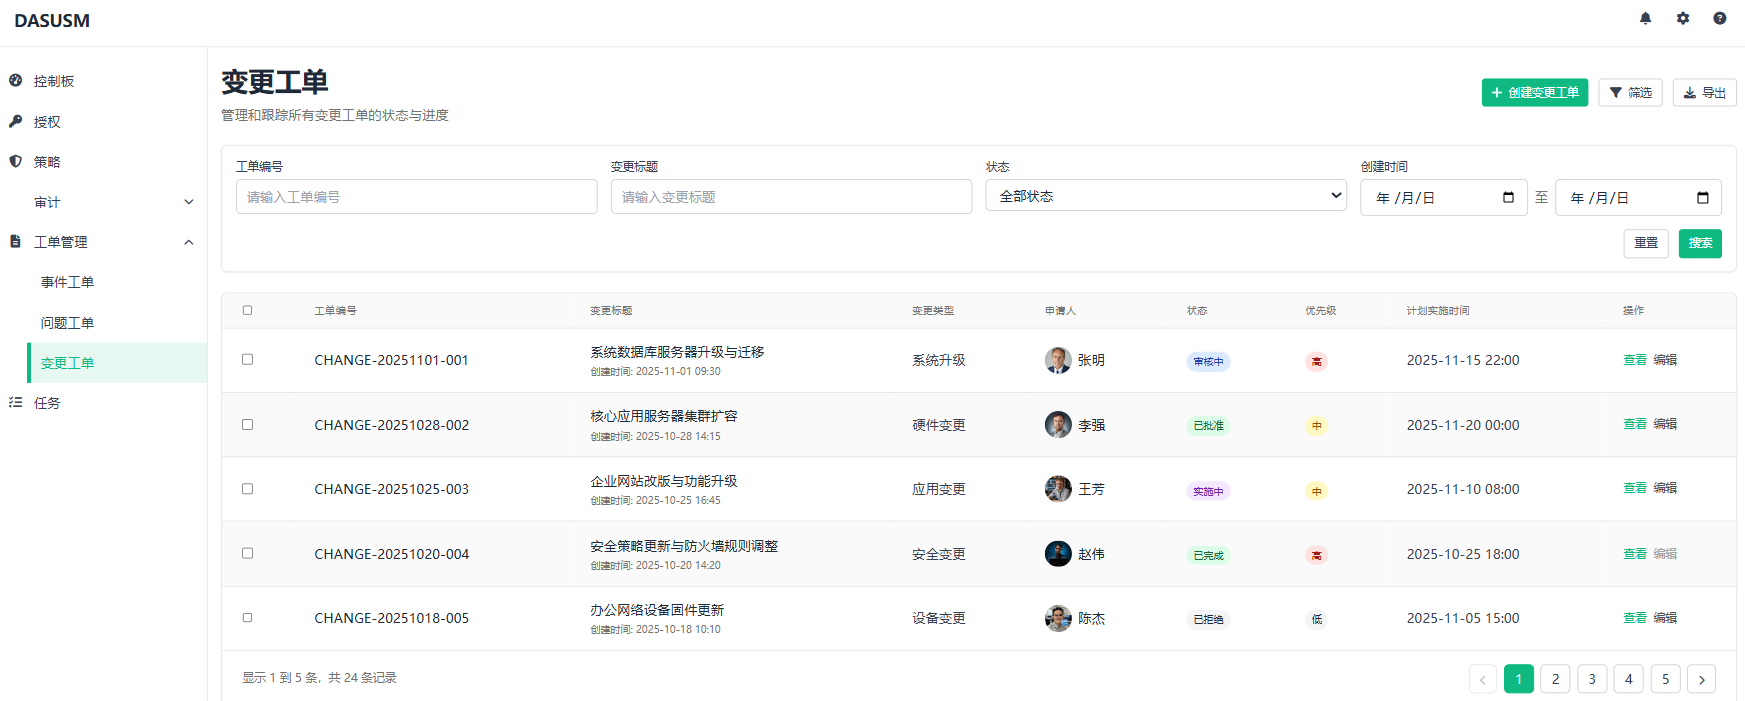 DASUSM
控制板
授权
策略
审计
工单管理
事件工单
问题工单
变更工单
任务
变更工单
管理和跟踪所有变更工单的状态与进度
创建变更工单 筛选 导出
工单编号 变更标题 状态 创建时间
请输入工单编号 请输入变更标题 全部状态 年 /月/日 至 年 /月/日
重置 搜索
工单编号 变更标题 变更类型 申请人 状态 优先级 计划实施时间 操作
CHANGE-20251101-001 系统数据库服务器升级与迁移 系统升级 张明 审核中 高 2025-11-15 22:00 查看 编辑
创建时间: 2025-11-01 09:30
CHANGE-20251028-002 核心应用服务器集群扩容 硬件变更 李强 已批准 中 2025-11-20 00:00 查看 编辑
创建时间: 2025-10-28 14:15
CHANGE-20251025-003 企业网站改版与功能升级 应用变更 王芳 实施中 中 2025-11-10 08:00 查看 编辑
创建时间: 2025-10-25 16:45
CHANGE-20251020-004 安全策略更新与防火墙规则调整 安全变更 赵伟 已完成 高 2025-10-25 18:00 查看 编辑
创建时间: 2025-10-20 14:20
CHANGE-20251018-005 办公网络设备固件更新 设备变更 陈杰 已拒绝 低 2025-11-05 15:00 查看 编辑
创建时间: 2025-10-18 10:10
显示 1 到 5 条，共 24 条记录
1 2 3 4 5